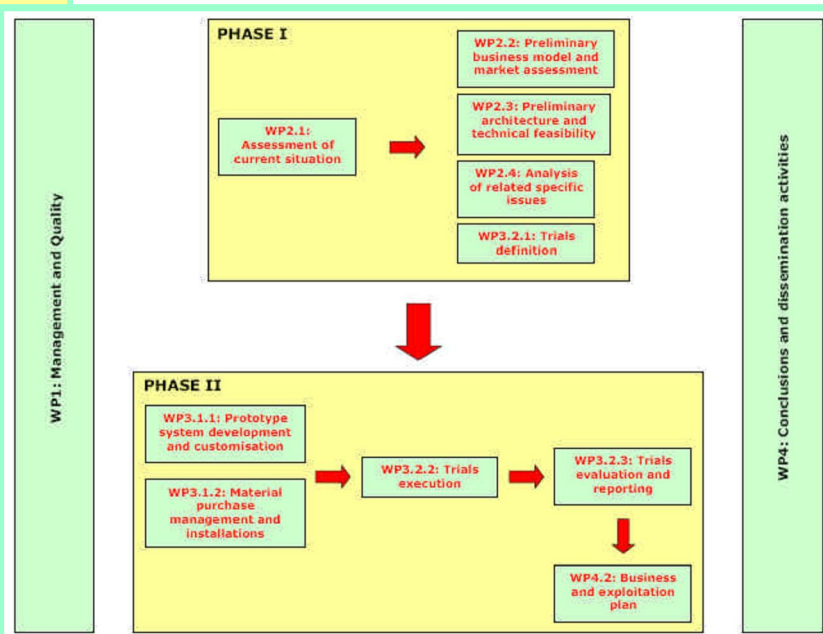 WP1: Management and Quality
PHASE I
WP2.1:
Assessment of
current situation
WP2.2: Preliminary
business model and
market assessment
WP2.3: Preliminary
architecture and
technical feasibility
WP2.4: Analysis
of related specific
issues
WP3.2.1: Trials
definition
PHASE II
WP3.1.1: Prototype
system development
and customisation
WP3.1.2: Material
purchase
management and
installations
WP3.2.2: Trials
execution
WP3.2.3: Trials
evaluation and
reporting
WP4.2: Business
and exploitation
plan
WP4: Conclusions and dissemination activities